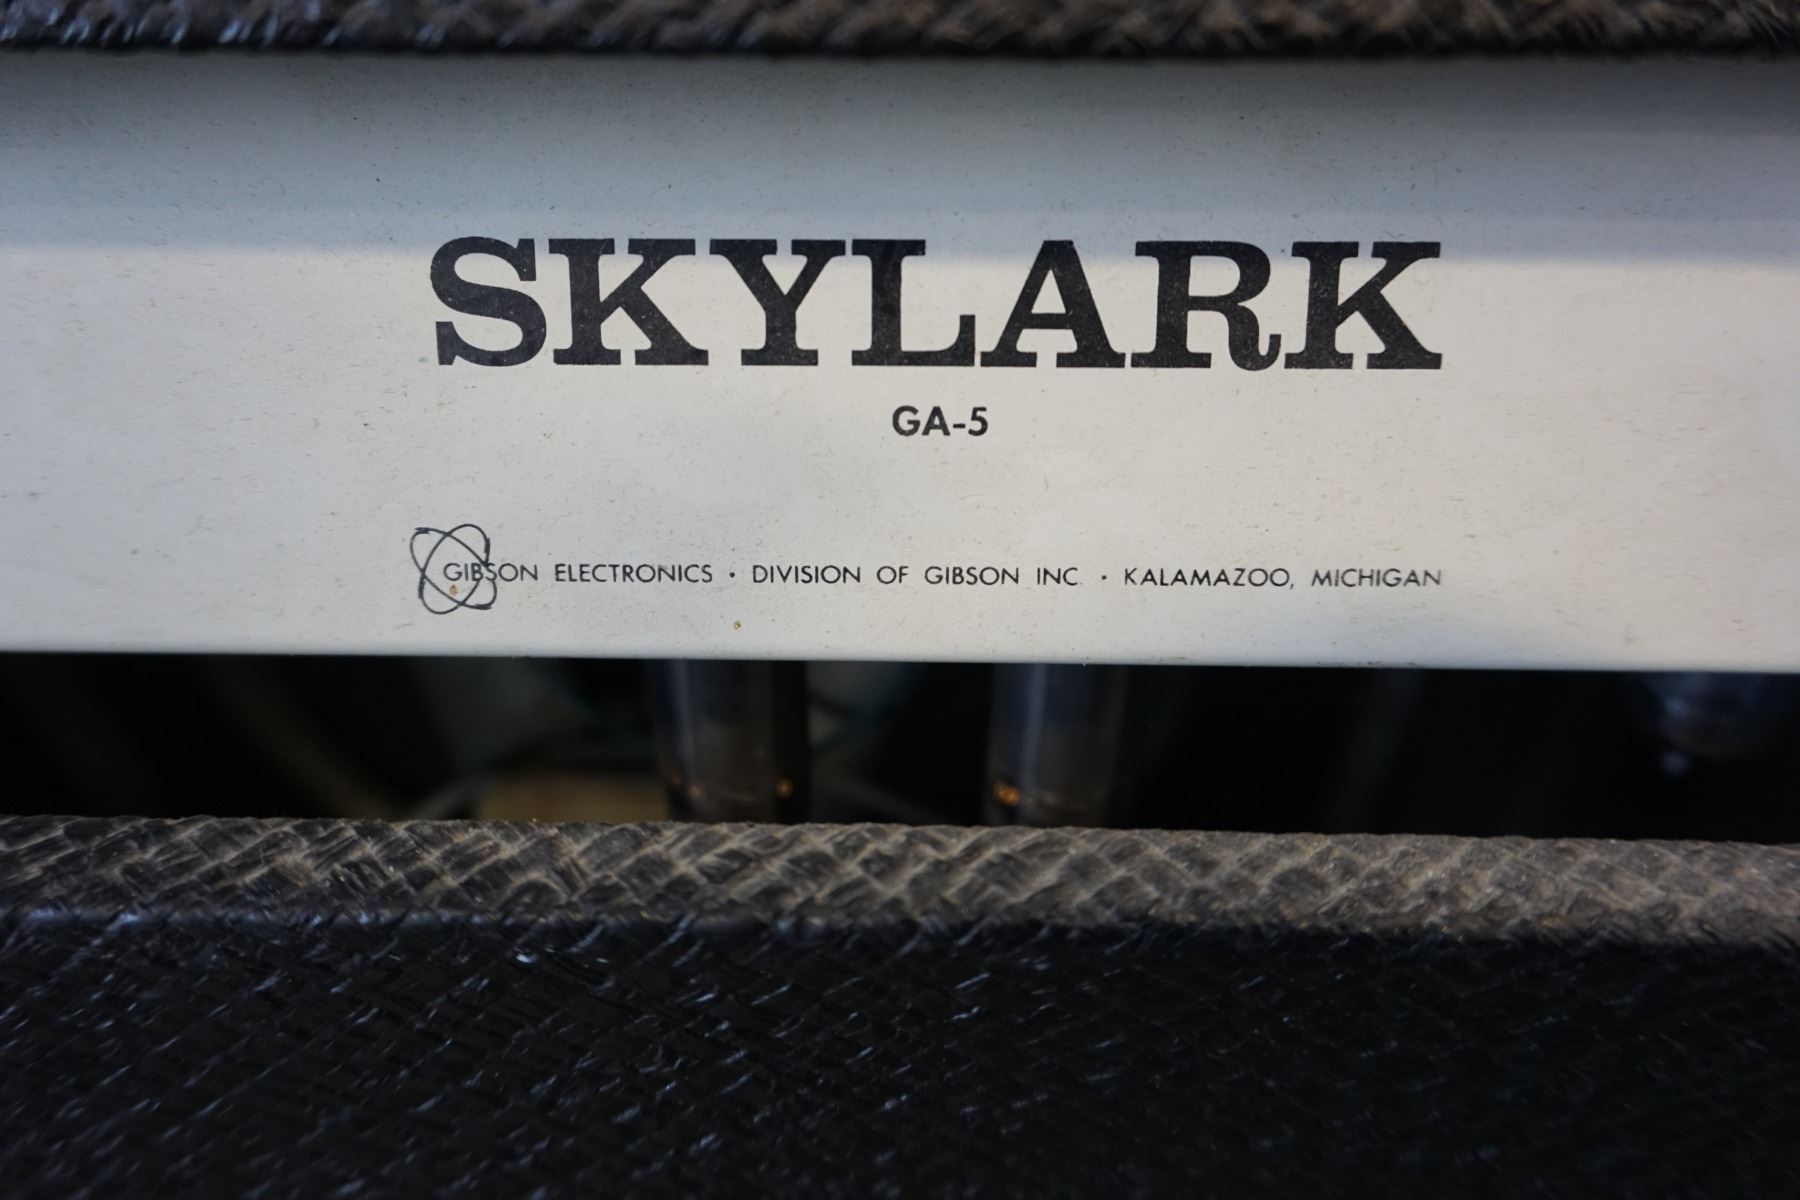 SKYLARK
GA-5
GIBSON ELECTRONICS · DIVISION OF GIBSON INC. · KALAMAZOO, MICHIGAN